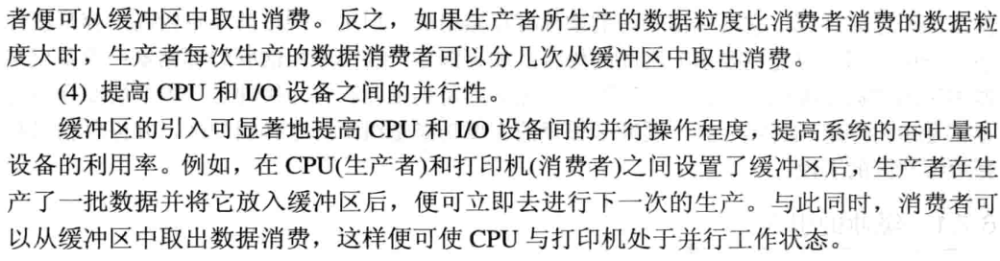 者便可从缓冲区中取出消费。反之，如果生产者所生产的数据粒度比消费者消费的数据粒
度大时，生产者每次生产的数据消费者可以分几次从缓冲区中取出消费。
(4) 提高 CPU 和 I/O 设备之间的并行性。
缓冲区的引入可显著地提高 CPU 和 I/O 设备间的并行操作程度，提高系统的吞吐量和
设备的利用率。例如，在 CPU(生产者)和打印机(消费者)之间设置了缓冲区后，生产者在生
产了一批数据并将它放入缓冲区后，便可立即去进行下一次的生产。与此同时，消费者可
以从缓冲区中取出数据消费，这样便可使 CPU 与打印机处于并行工作状态。